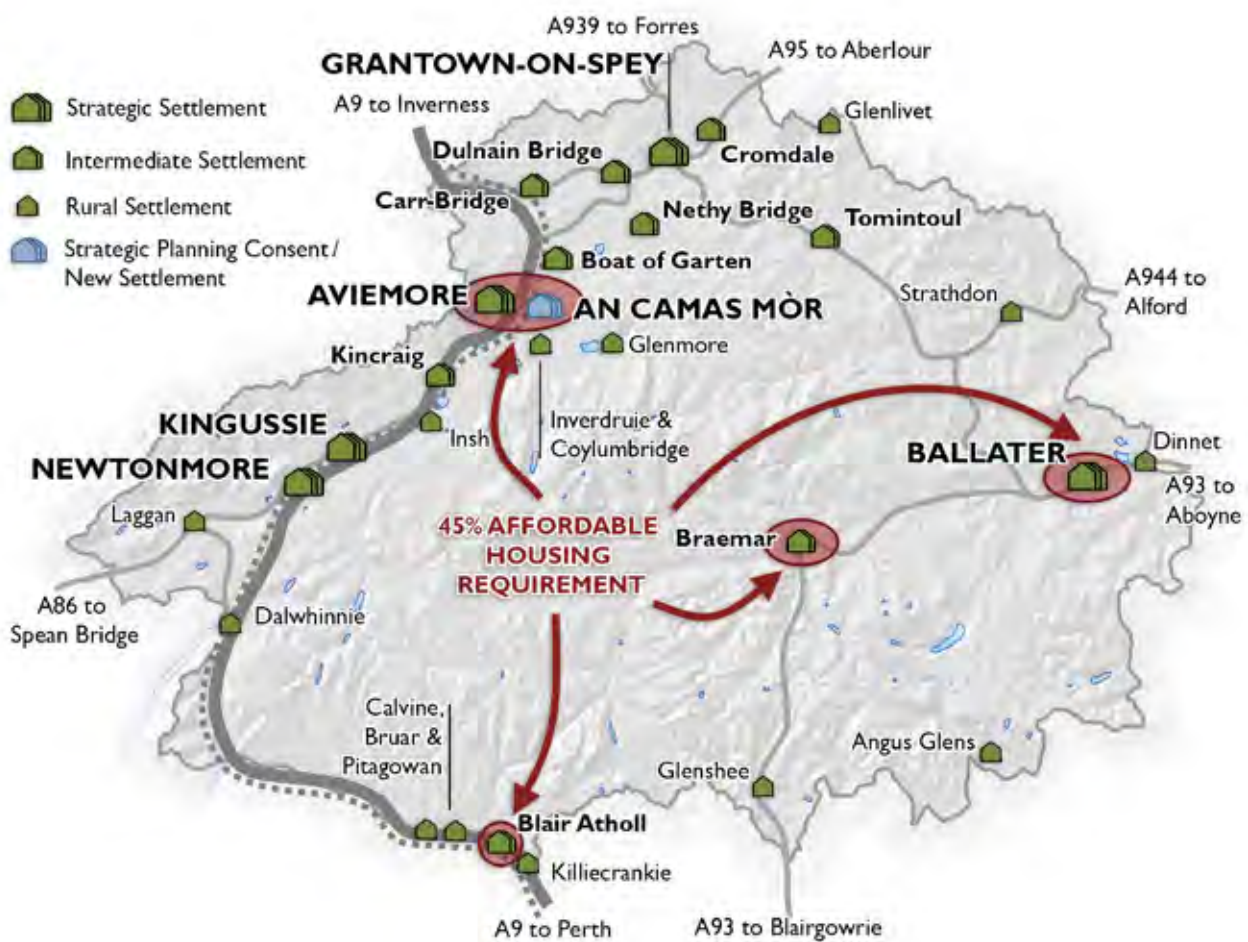 A939 to Forres
A95 to Aberlour
GRANTOWN-ON-SPEY
Strategic Settlement
A9 to Inverness
Glenlivet
Intermediate Settlement
Dulnain Bridge
Cromdale
Rural Settlement
Carr-Bridge
Nethy Bridge
Tomintoul
Strategic Planning Consent /
New Settlement
Boat of Garten
A944 to
Alford
AVIEMORE
AN CAMAS MÒR
Strathdon
Glenmore
Kincraig
KINGUSSIE
Insh
Inverdruie &
Coylumbridge
BALLATER
Dinnet
NEWTONMORE
A93 to
Aboyne
Laggan
45% AFFORDABLE
HOUSING
REQUIREMENT
Braemar
A86 to
Spean Bridge
Dalwhinnie
Calvine,
Bruar &
Pitagowan
Angus Glens
Glenshee
Blair Atholl
Killiecrankie
A9 to Perth
A93 to Blairgowrie